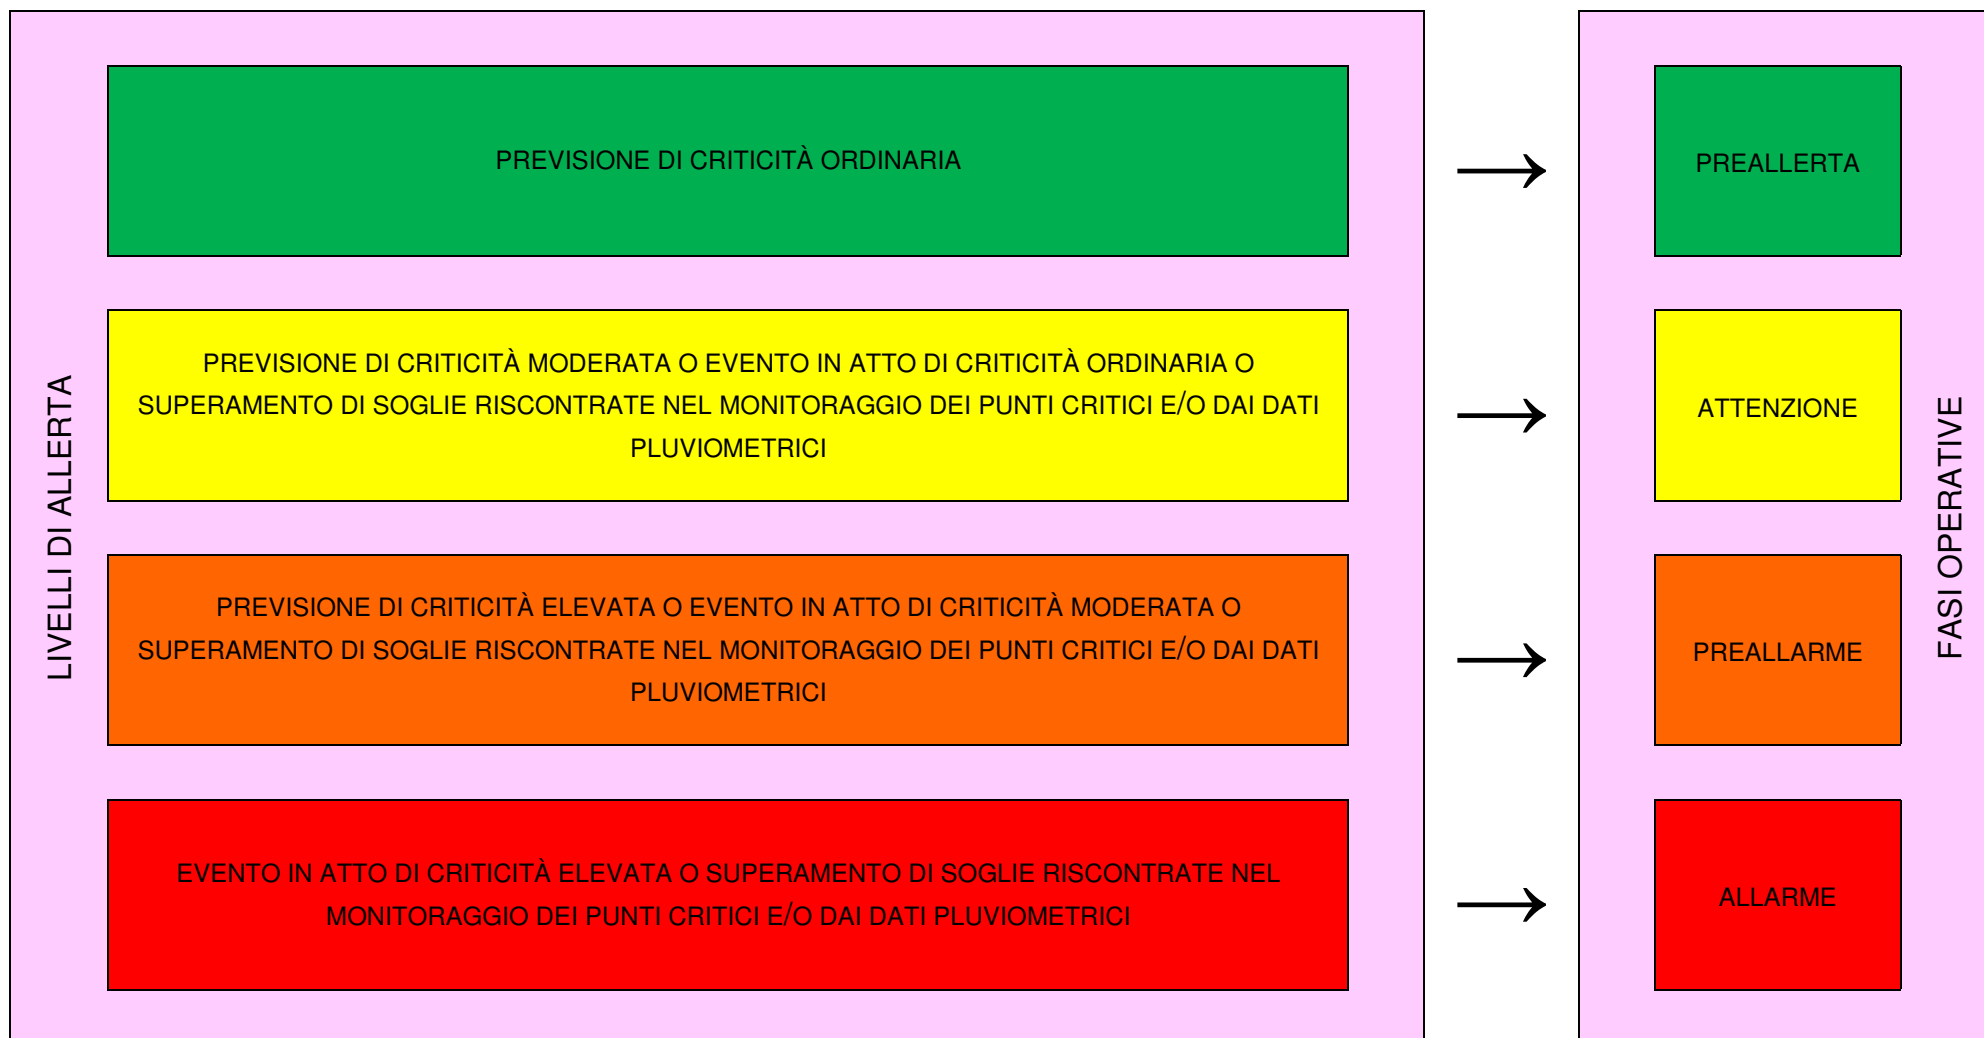 LIVELLI DI ALLERTA
PREVISIONE DI CRITICITÀ ORDINARIA
PREALLERTA
PREVISIONE DI CRITICITÀ MODERATA O EVENTO IN ATTO DI CRITICITÀ ORDINARIA O
SUPERAMENTO DI SOGLIE RISCONTRATE NEL MONITORAGGIO DEI PUNTI CRITICI E/O DAI DATI
PLUVIOMETRICI
ATTENZIONE
PREVISIONE DI CRITICITÀ ELEVATA O EVENTO IN ATTO DI CRITICITÀ MODERATA O
SUPERAMENTO DI SOGLIE RISCONTRATE NEL MONITORAGGIO DEI PUNTI CRITICI E/O DAI DATI
PLUVIOMETRICI
PREALLARME
EVENTO IN ATTO DI CRITICITÀ ELEVATA O SUPERAMENTO DI SOGLIE RISCONTRATE NEL
MONITORAGGIO DEI PUNTI CRITICI E/O DAI DATI PLUVIOMETRICI
ALLARME
FASI OPERATIVE